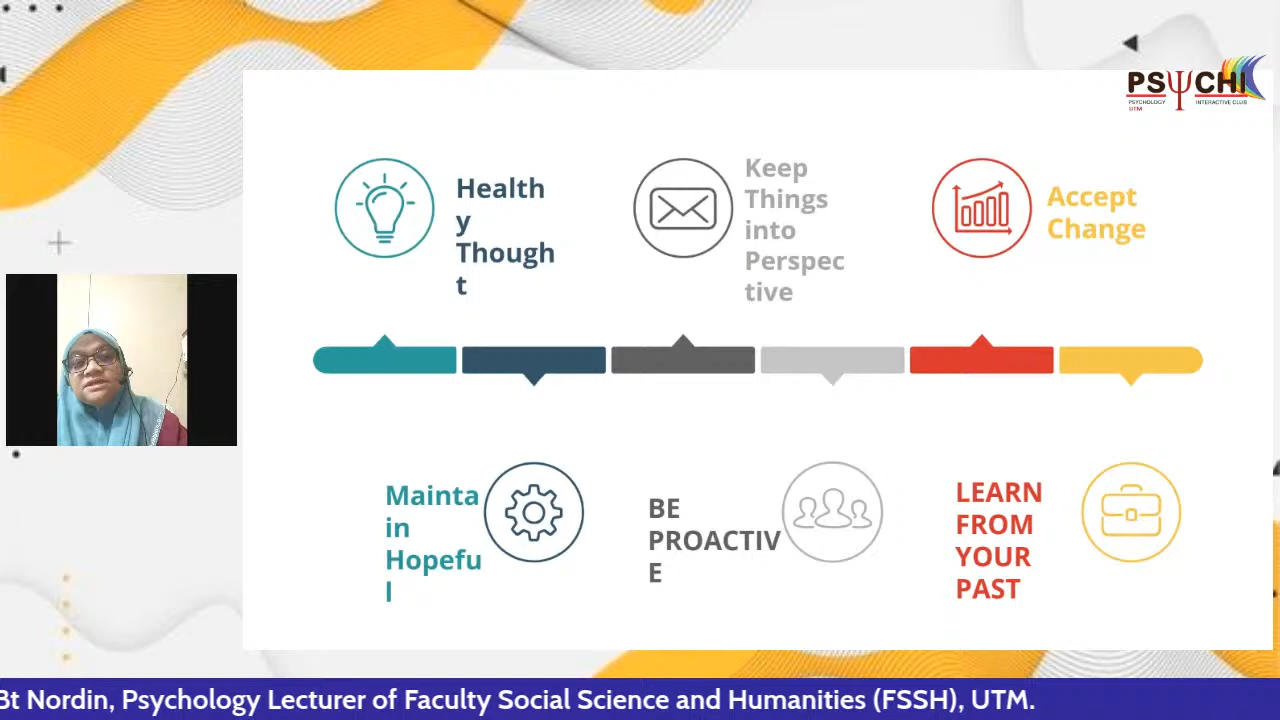 PSYCHI
PSYCHOLOGY
INTERACTIVE CLUB
UTM
Health
y
Though
t
Keep
Things
into
Perspec
tive
Accept
Change
Mainta
in
Hopefu
l
BE
PROACTIV
E
LEARN
FROM
YOUR
PAST
Bt Nordin, Psychology Lecturer of Faculty Social Science and Humanities (FSSH), UTM.